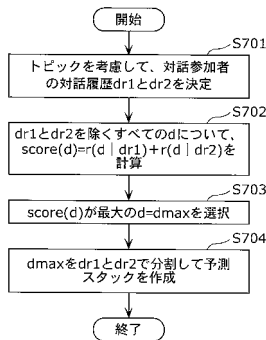 開始
S701
トピックを考慮して、対話参加者
の対話履歴dr1とdr2を決定
S702
dr1とdr2を除くすべてのdについて、
score(d)=r(d｜dr1)+r(d｜dr2)を
計算
S703
score(d)が最大のd=dmaxを選択
S704
dmaxをdr1とdr2で分割して予測
スタックを作成
終了